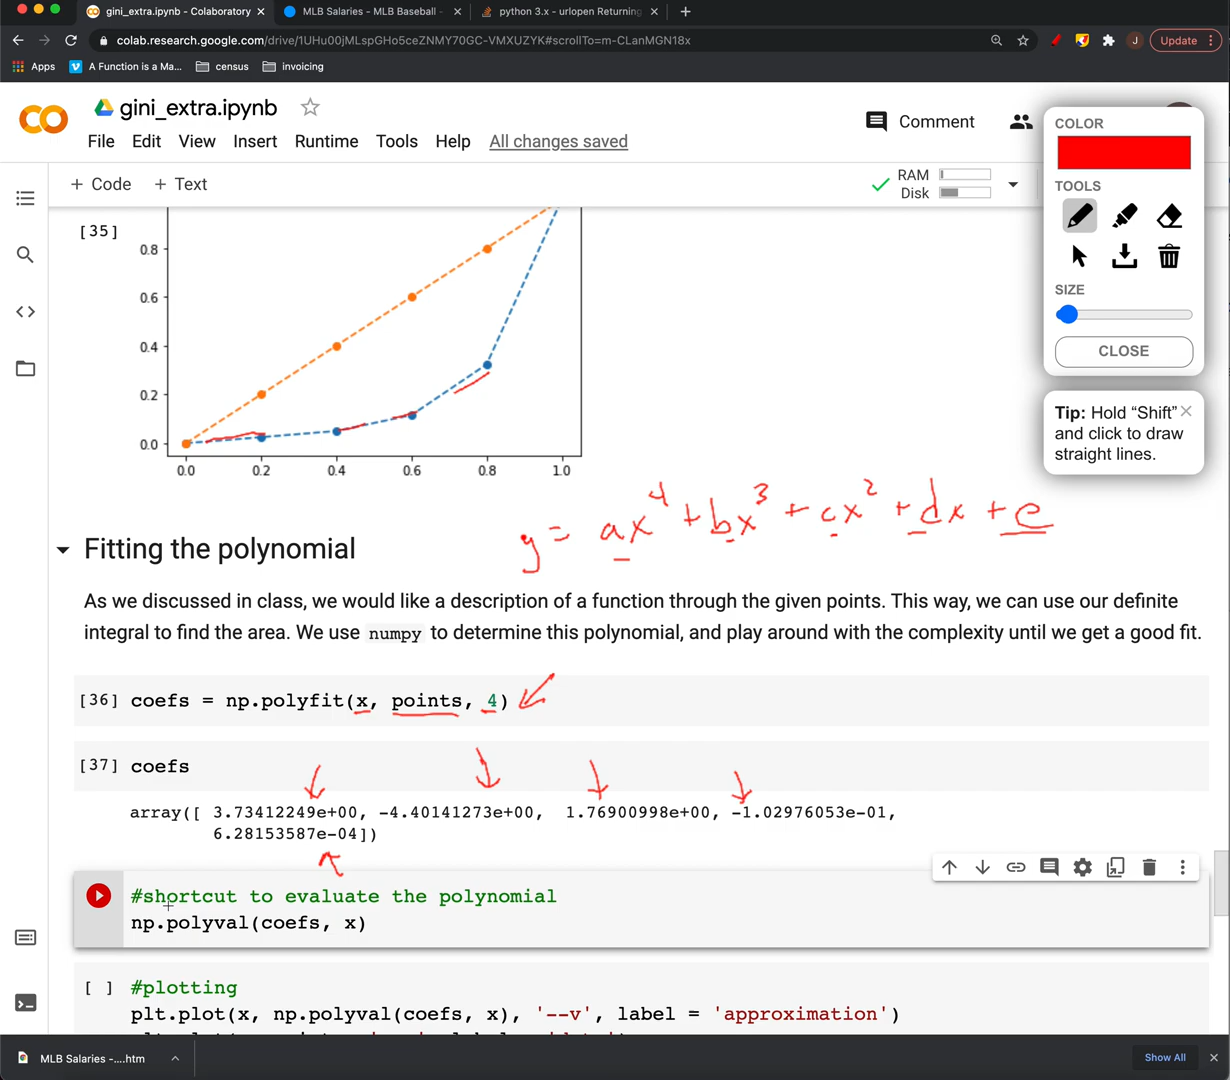 gini_extra.ipynb - Colaboratory
MLB Salaries - MLB Baseball -
python 3.x - urlopen Returning
colab.research.google.com/drive/1UHu00jMLspGHo5ceZNMY70GC-VMXUZYK#scrollTo=m-CLanMGN18x
J
Update
Apps
A Function is a Ma...
census
invoicing
gini_extra.ipynb
File Edit View Insert Runtime Tools Help All changes saved
Comment
+ Code + Text
RAM
Disk
COLOR
TOOLS
SIZE
CLOSE
Tip: Hold “Shift”
and click to draw
straight lines.
[35]
0.8
0.6
0.4
0.2
0.0
0.0 0.2 0.4 0.6 0.8 1.0
y = ax⁴ + bx³ + cx² + dx + e
Fitting the polynomial
As we discussed in class, we would like a description of a function through the given points. This way, we can use our definite
integral to find the area. We use numpy to determine this polynomial, and play around with the complexity until we get a good fit.
[36] coefs = np.polyfit(x, points, 4)
[37] coefs
array([ 3.73412249e+00, -4.40141273e+00, 1.76900998e+00, -1.02976053e-01,
6.28153587e-04])
#shortcut to evaluate the polynomial
np.polyval(coefs, x)
[ ] #plotting
plt.plot(x, np.polyval(coefs, x), '--v', label = 'approximation')
MLB Salaries -....htm
Show All